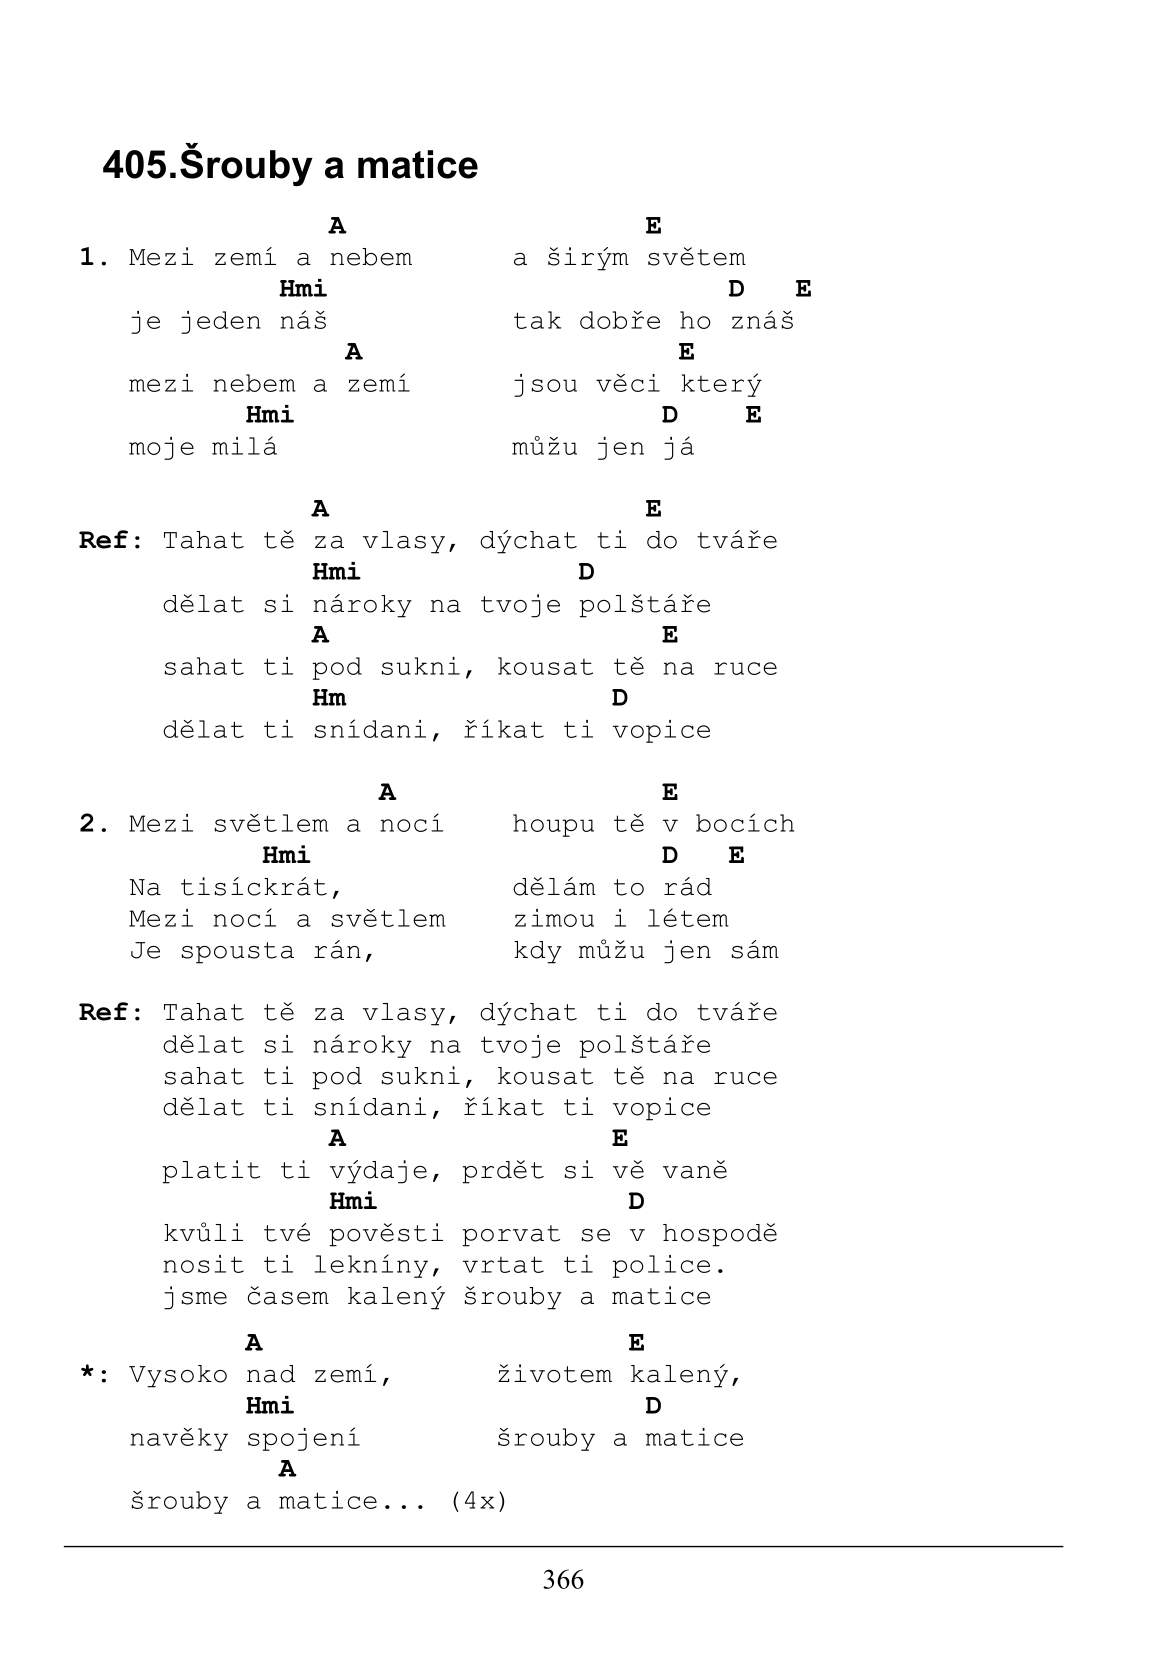 405.Šrouby a matice
A E
1. Mezi zemí a nebem a širým světem
Hmi D E
je jeden náš tak dobře ho znáš
A E
mezi nebem a zemí jsou věci který
Hmi D E
moje milá můžu jen já
A E
Ref: Tahat tě za vlasy, dýchat ti do tváře
Hmi D
dělat si nároky na tvoje polštáře
A E
sahat ti pod sukni, kousat tě na ruce
Hm D
dělat ti snídani, říkat ti vopice
A E
2. Mezi světlem a nocí houpu tě v bocích
Hmi D E
Na tisíckrát, dělám to rád
Mezi nocí a světlem zimou i létem
Je spousta rán, kdy můžu jen sám
Ref: Tahat tě za vlasy, dýchat ti do tváře
dělat si nároky na tvoje polštáře
sahat ti pod sukni, kousat tě na ruce
dělat ti snídani, říkat ti vopice
A E
platit ti výdaje, prdět si vě vaně
Hmi D
kvůli tvé pověsti porvat se v hospodě
nosit ti lekníny, vrtat ti police.
jsme časem kalený šrouby a matice
A E
*: Vysoko nad zemí, životem kalený,
Hmi D
navěky spojení šrouby a matice
A
šrouby a matice... (4x)
366